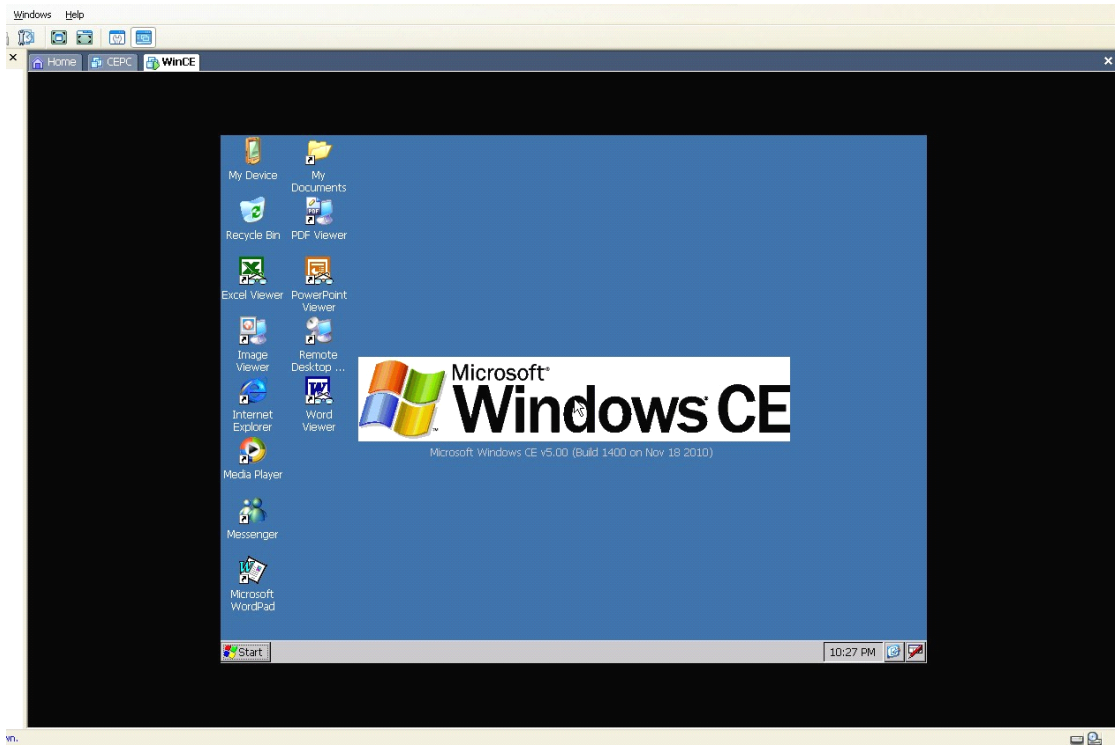 Windows Help
Home CEPC WinCE
My Device
My
Documents
Recycle Bin
PDF Viewer
Excel Viewer
PowerPoint
Viewer
Image
Viewer
Remote
Desktop ...
Internet
Explorer
Word
Viewer
Media Player
Messenger
Microsoft
WordPad
Microsoft®
Windows CE
Microsoft Windows CE v5.00 (Build 1400 on Nov 18 2010)
Start
10:27 PM
wn.